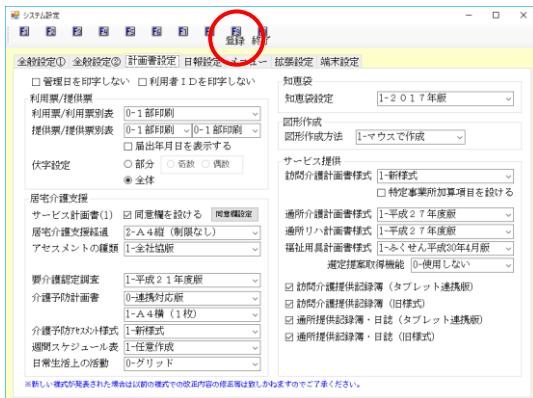 システム設定
登録 終了
全般設定① 全般設定② 計画書設定 日報設定 メニュー 拡張設定 端末設定
□管理日を印字しない □利用者IDを印字しない
利用票/提供票
利用票/利用票別表 0-1部印刷
提供票/提供票別表 0-1部印刷 0-1部印刷
□届出年月日を表示する
伏字設定 ○部分 ○奇数 ○偶数
◉全体
居宅介護支援
サービス計画書(1) ☑同意欄を設ける 同意欄設定
居宅介護支援経過 2-A4縦(制限なし)
アセスメントの種類 1-全社協版
要介護認定調査 1-平成21年度版
介護予防計画書 0-連携対応版
1-A4横(1枚)
介護予防アセスメント様式 1-新様式
週間スケジュール表 1-任意作成
日常生活上の活動 0-グリッド
知恵袋
知恵袋設定 1-2017年版
図形作成
図形作成方法 1-マウスで作成
サービス提供
訪問介護計画書様式 1-新様式
□特定事業所加算項目を設ける
通所介護計画書様式 1-平成27年度版
通所リハ計画書様式 1-平成27年度版
福祉用具計画書様式 1-ふくせん平成30年4月版
選定提案取得機能 0-使用しない
☑訪問介護提供記録簿(タブレット連携版)
☑訪問介護提供記録簿(旧様式)
☑通所提供記録簿・日誌(タブレット連携版)
☑通所提供記録簿・日誌(旧様式)
※新しい様式が発表された場合は以前の様式での改正内容の修正等は致しかねますのでご了承ください。